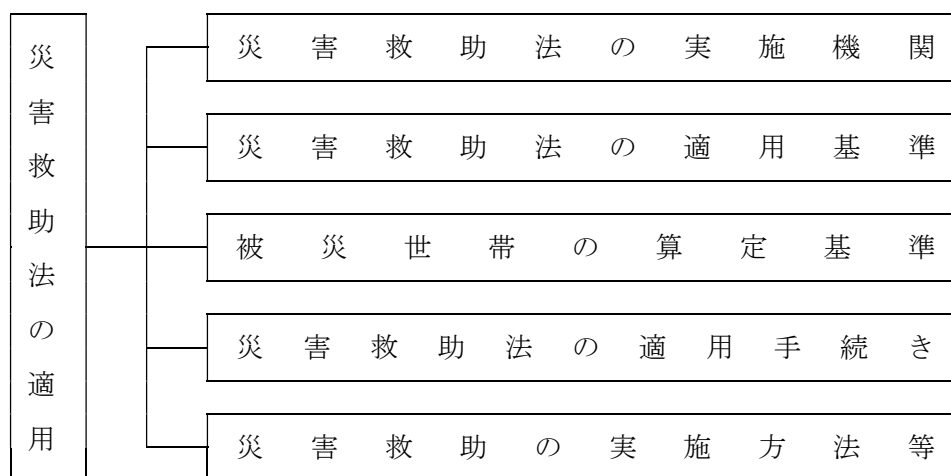 災害救助法の適用
災害救助法の実施機関
災害救助法の適用基準
被災世帯の算定基準
災害救助法の適用手続き
災害救助の実施方法等